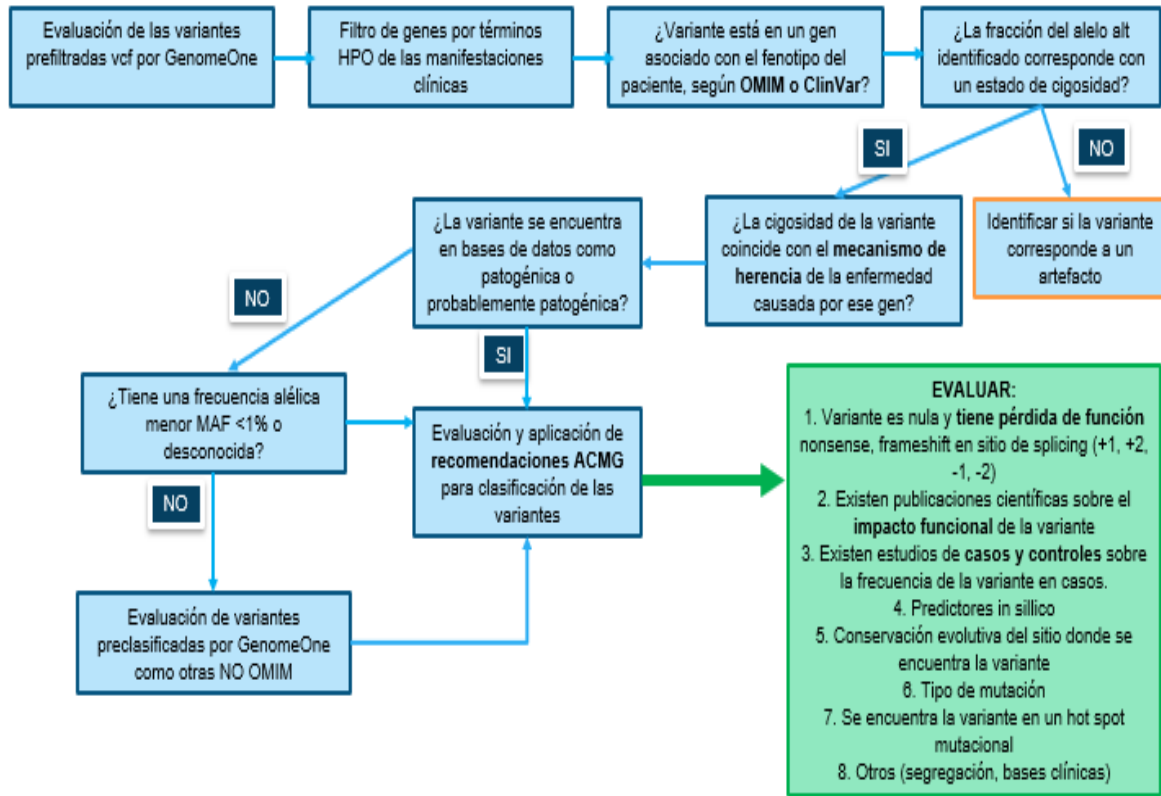 Evaluación de las variantes
prefiltradas vcf por GenomeOne
Filtro de genes por términos
HPO de las manifestaciones
clínicas
¿Variante está en un gen
asociado con el fenotipo del
paciente, según OMIM o ClinVar?
¿La fracción del alelo alt
identificado corresponde con
un estado de cigosidad?
SI
NO
¿La variante se encuentra
en bases de datos como
patogénica o
probablemente patogénica?
¿La cigosidad de la variante
coincide con el mecanismo de
herencia de la enfermedad
causada por ese gen?
Identificar si la variante
corresponde a un
artefacto
NO
SI
¿Tiene una frecuencia alélica
menor MAF <1% o
desconocida?
Evaluación y aplicación de
recomendaciones ACMG
para clasificación de las
variantes
NO
Evaluación de variantes
preclasificadas por GenomeOne
como otras NO OMIM
EVALUAR:
1. Variante es nula y tiene pérdida de función
nonsense, frameshift en sitio de splicing (+1, +2,
-1, -2)
2. Existen publicaciones científicas sobre el
impacto funcional de la variante
3. Existen estudios de casos y controles sobre
la frecuencia de la variante en casos.
4. Predictores in sillico
5. Conservación evolutiva del sitio donde se
encuentra la variante
6. Tipo de mutación
7. Se encuentra la variante en un hot spot
mutacional
8. Otros (segregación, bases clínicas)